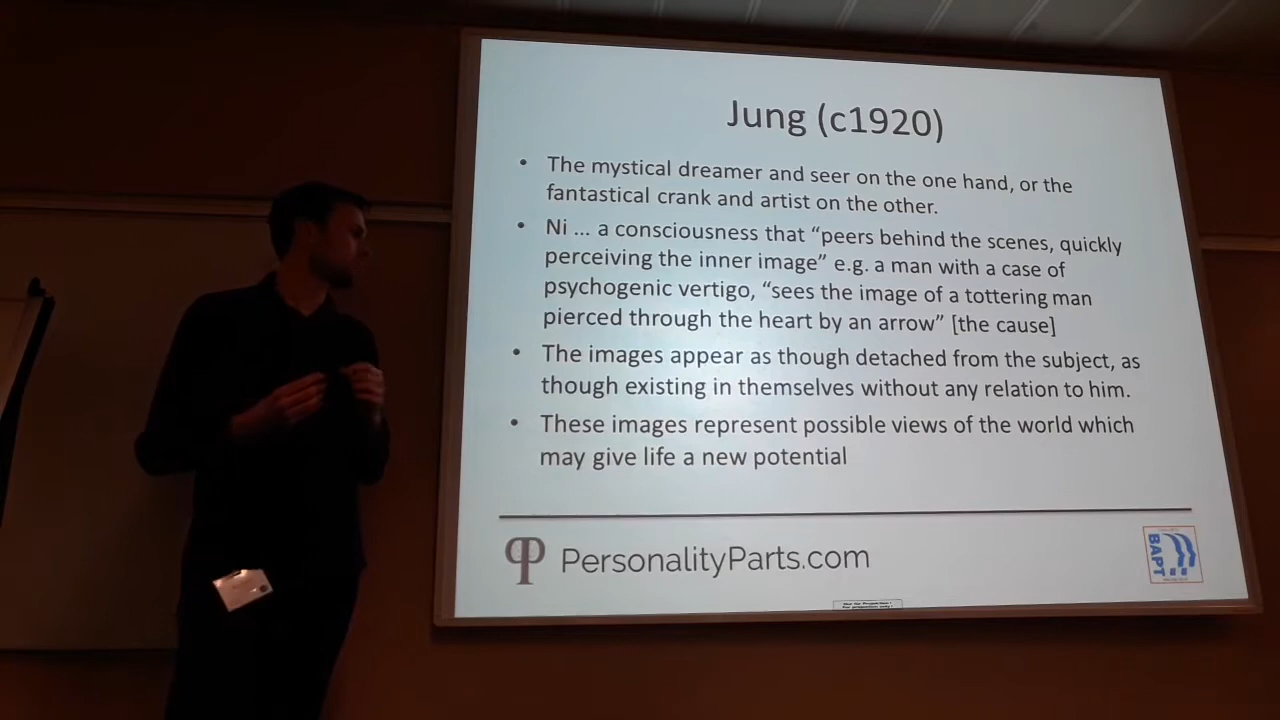 Jung (c1920)
• The mystical dreamer and seer on the one hand, or the
fantastical crank and artist on the other.
• Ni ... a consciousness that “peers behind the scenes, quickly
perceiving the inner image” e.g. a man with a case of
psychogenic vertigo, “sees the image of a tottering man
pierced through the heart by an arrow” [the cause]
• The images appear as though detached from the subject, as
though existing in themselves without any relation to him.
• These images represent possible views of the world which
may give life a new potential
PersonalityParts.com
BAPT